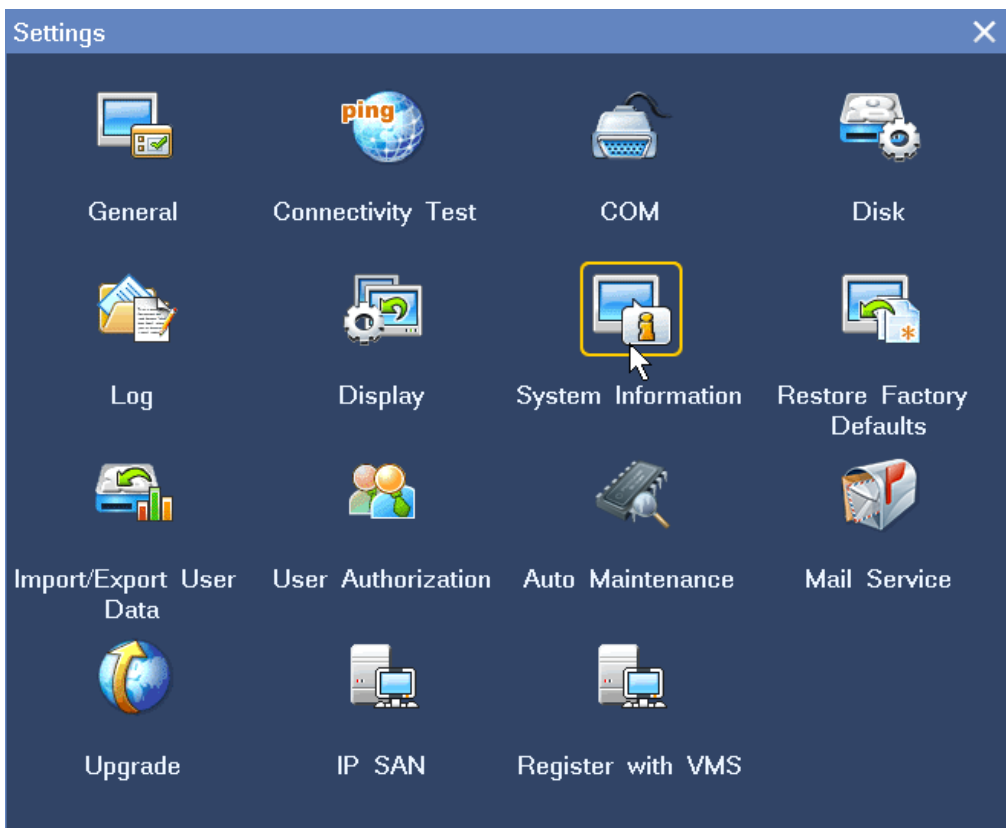 Settings
ping
General
Connectivity Test
COM
Disk
Log
Display
System Information
Restore Factory
Defaults
Import/Export User
Data
User Authorization
Auto Maintenance
Mail Service
Upgrade
IP SAN
Register with VMS